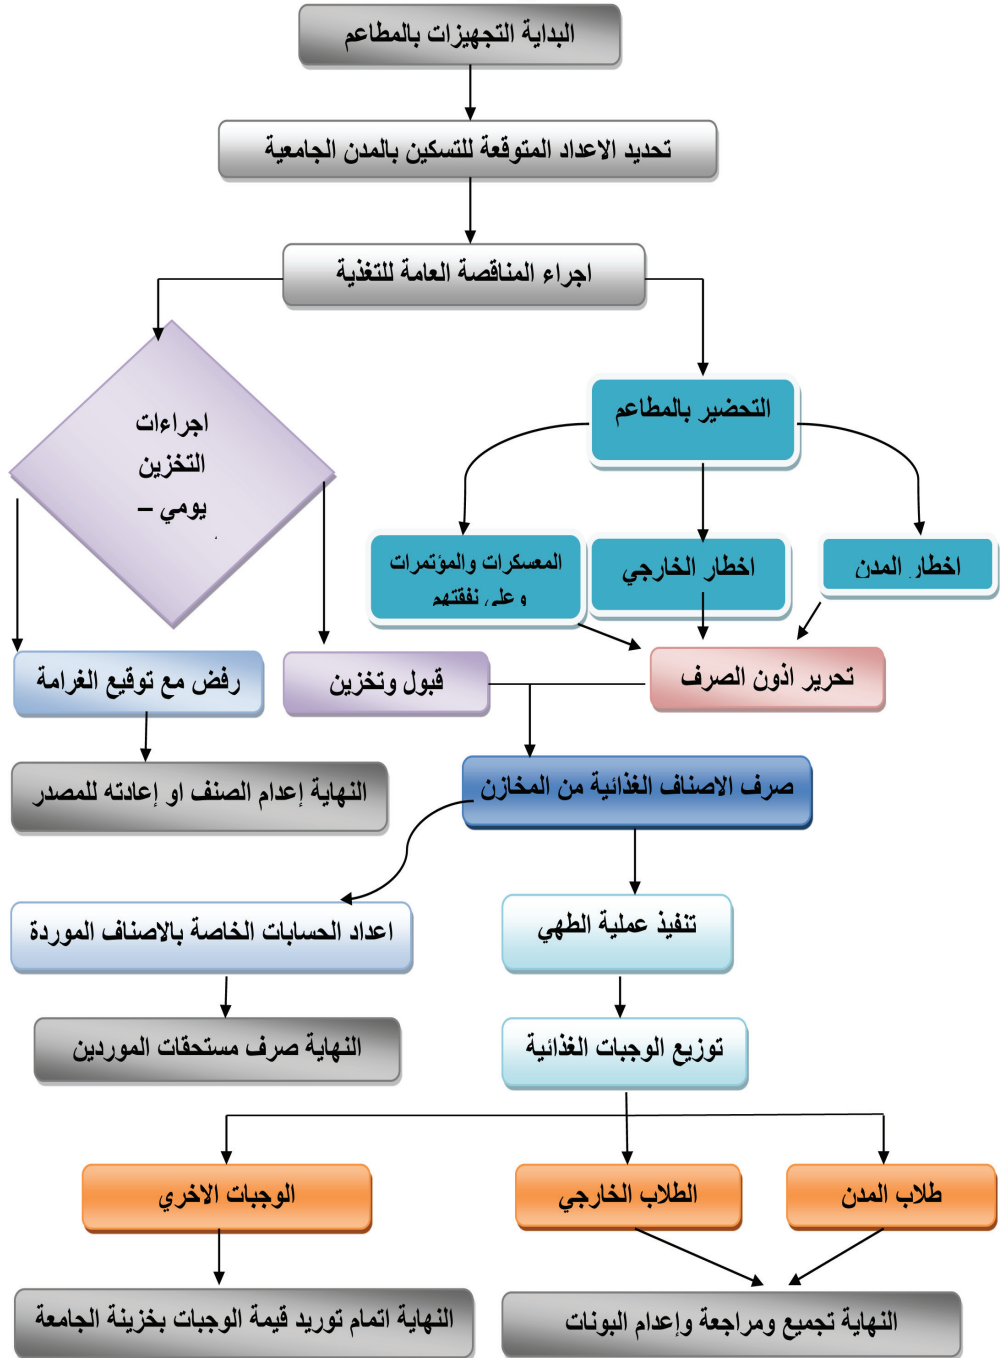 البداية التجهيزات بالمطاعم
تحديد الاعداد المتوقعة للتسكين بالمدن الجامعية
اجراء المناقصة العامة للتغذية
اجراءات
التخزين
يومي –
التحضير بالمطاعم
اخطار المدن
اخطار الخارجي
المعسكرات والمؤتمرات
وعلى نفقتهم
تحرير اذون الصرف
قبول وتخزين
رفض مع توقيع الغرامة
النهاية إعدام الصنف او إعادته للمصدر
صرف الاصناف الغذائية من المخازن
تنفيذ عملية الطهي
اعداد الحسابات الخاصة بالاصناف الموردة
توزيع الوجبات الغذائية
النهاية صرف مستحقات الموردين
طلاب المدن
الطلاب الخارجي
الوجبات الاخري
النهاية تجميع ومراجعة وإعدام البونات
النهاية اتمام توريد قيمة الوجبات بخزينة الجامعة